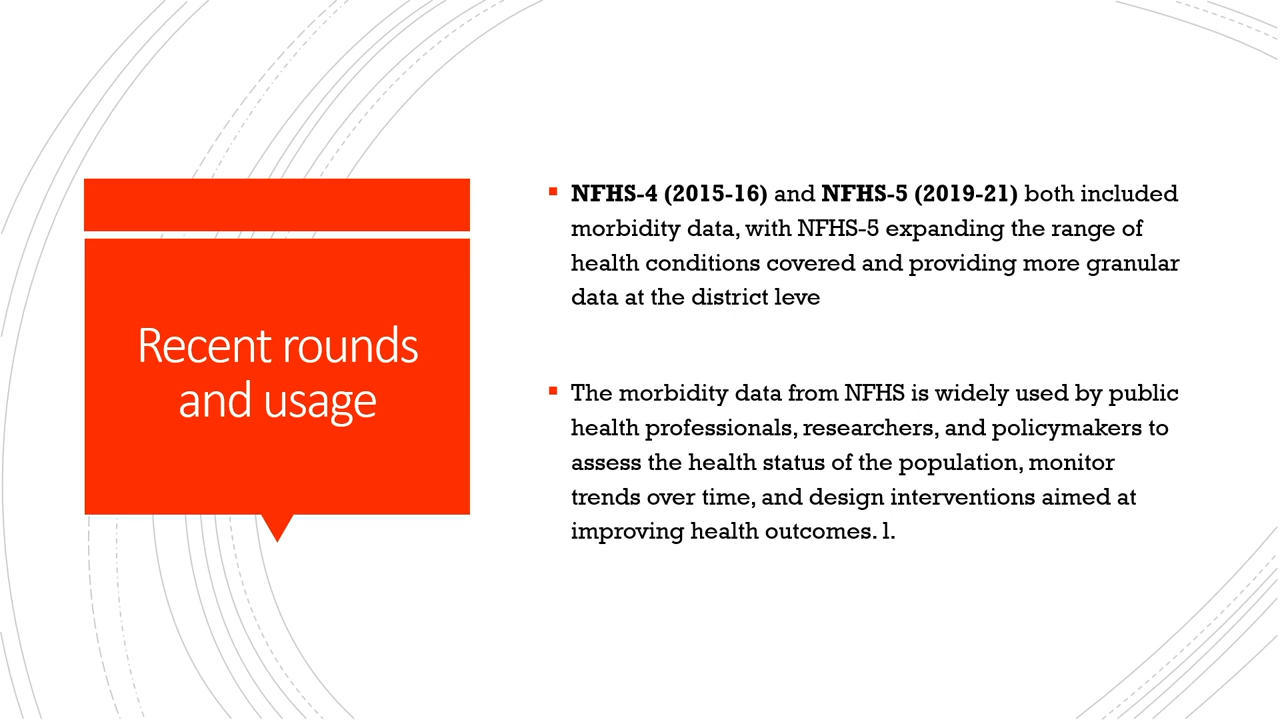 Recent rounds
and usage
▪ NFHS-4 (2015-16) and NFHS-5 (2019-21) both included
morbidity data, with NFHS-5 expanding the range of
health conditions covered and providing more granular
data at the district leve
▪ The morbidity data from NFHS is widely used by public
health professionals, researchers, and policymakers to
assess the health status of the population, monitor
trends over time, and design interventions aimed at
improving health outcomes. l.